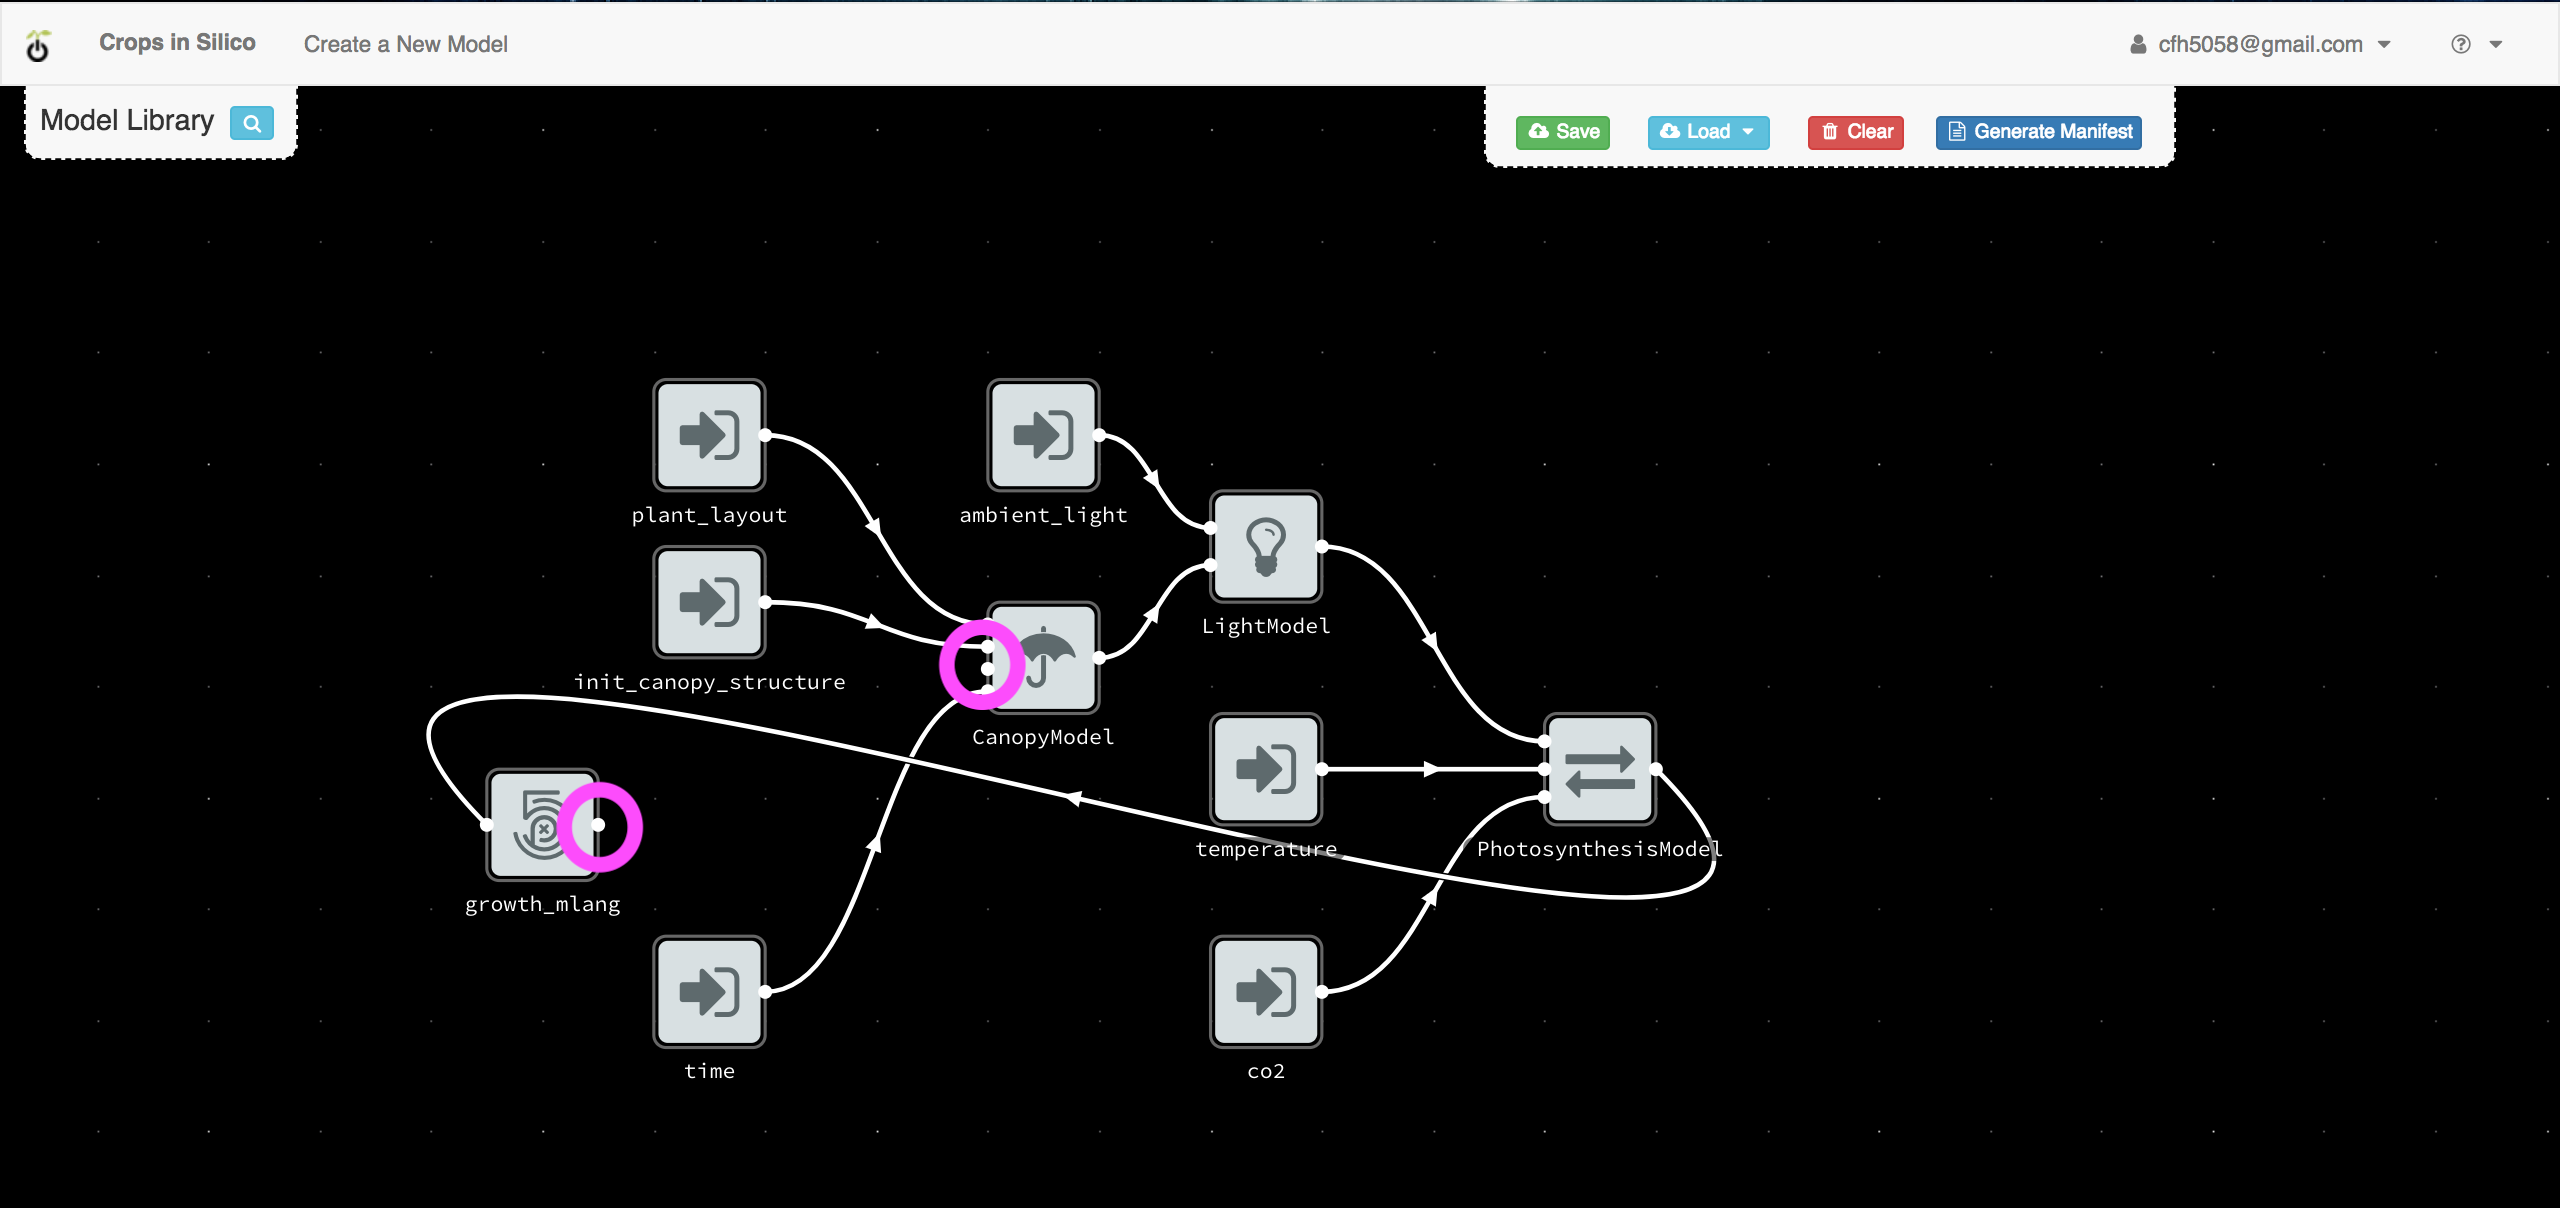 Crops in Silico
Create a New Model
cfh5058@gmail.com
Model Library
Save
Load
Clear
Generate Manifest
plant_layout
ambient_light
LightModel
init_canopy_structure
CanopyModel
temperature
PhotosynthesisModel
growth_mlang
time
co2